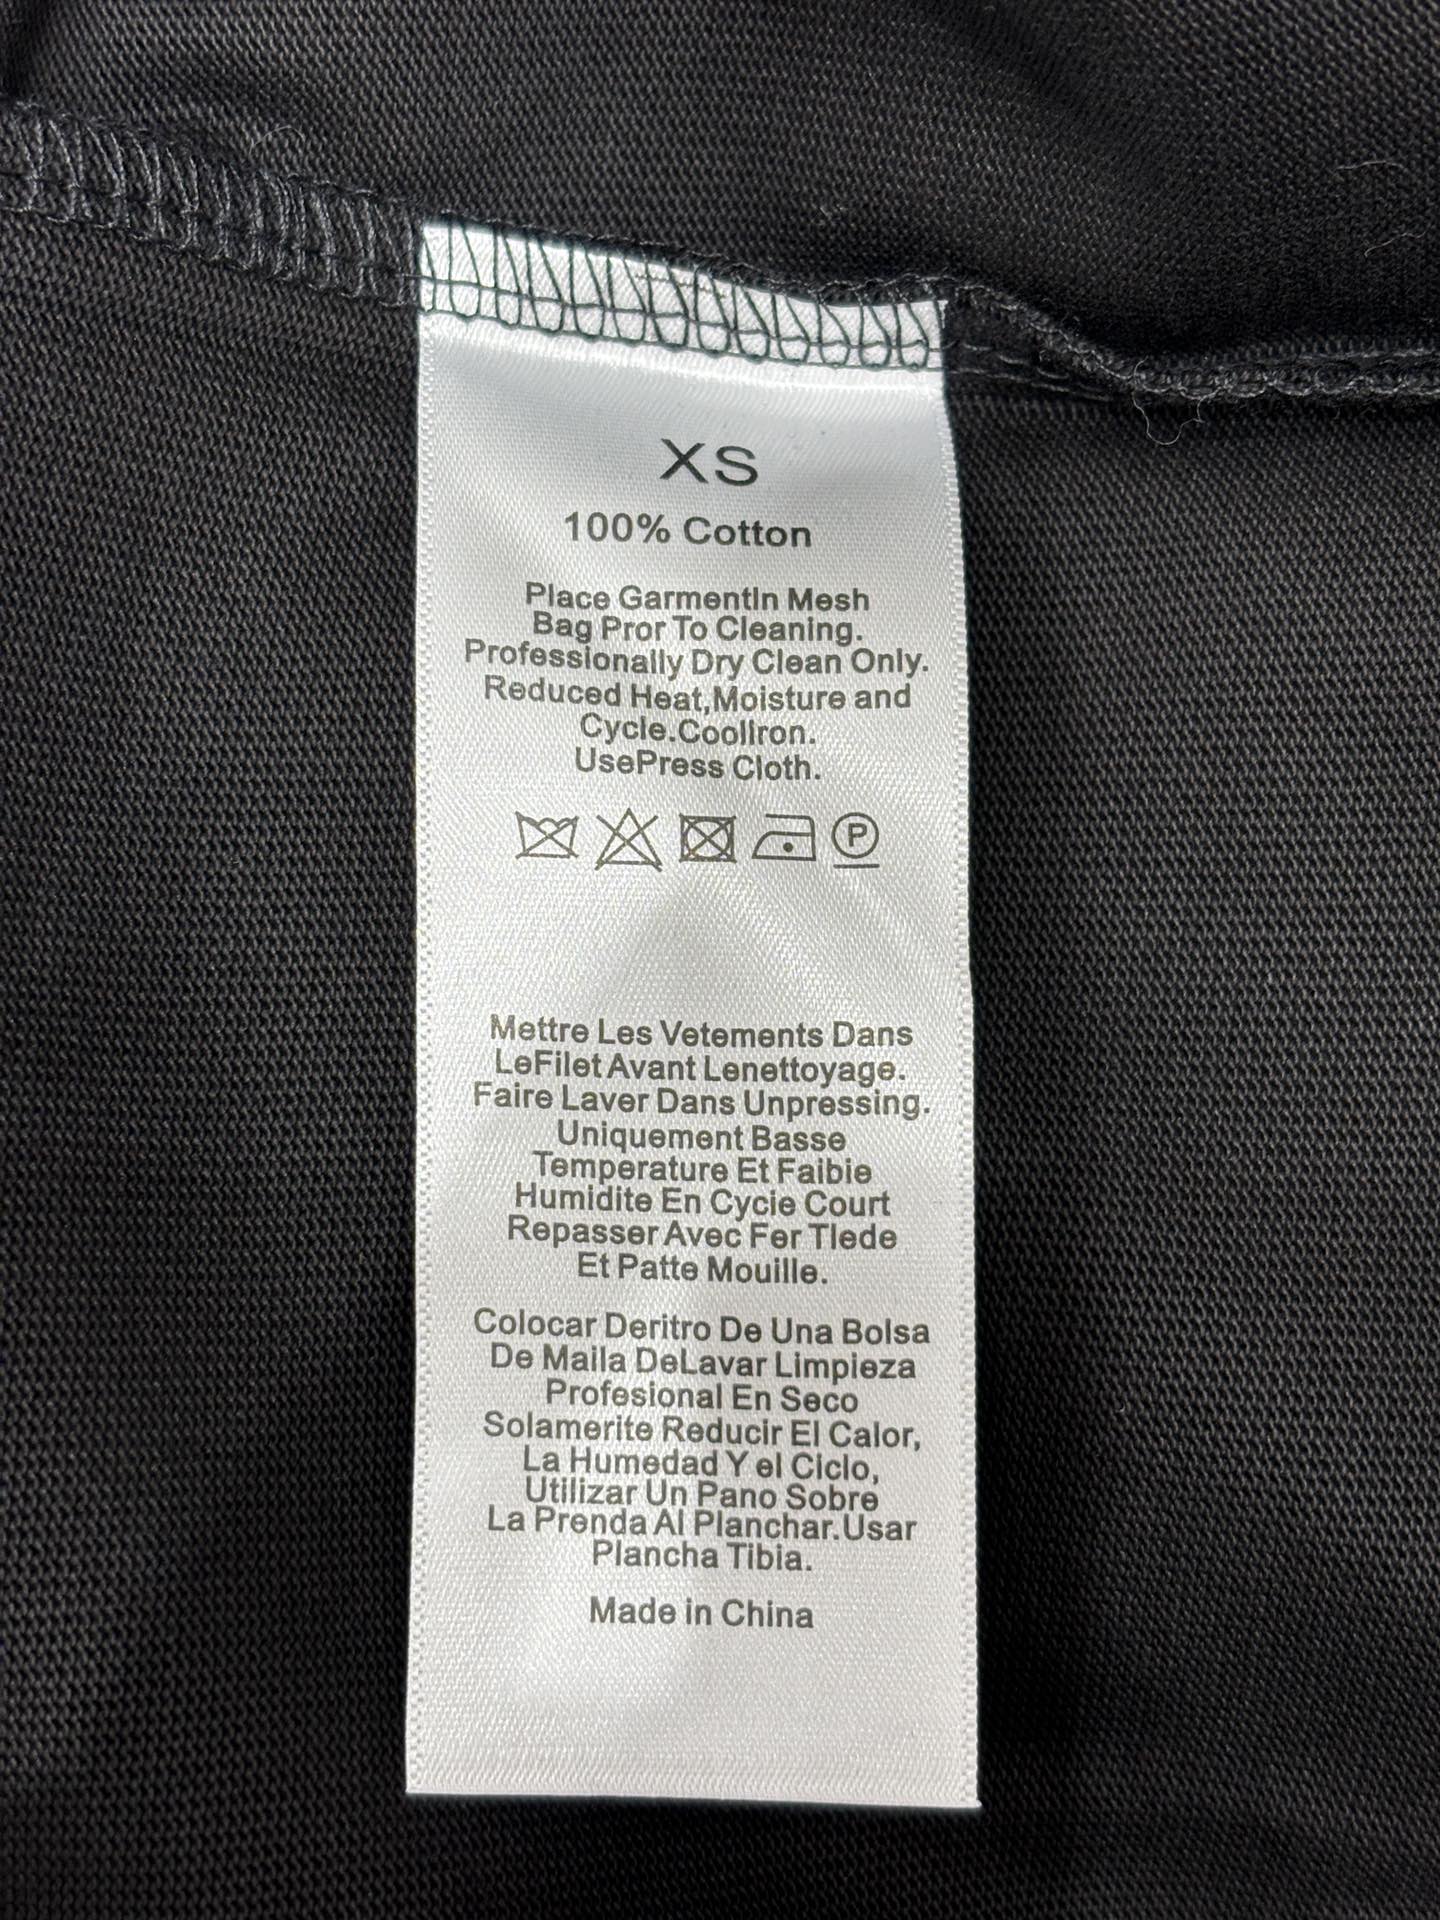 XS
100% Cotton
Place GarmentIn Mesh
Bag Pror To Cleaning.
Professionally Dry Clean Only.
Reduced Heat,Moisture and
Cycle.CoolIron.
UsePress Cloth.
P
Mettre Les Vetements Dans
LeFilet Avant Lenettoyage.
Faire Laver Dans Unpressing.
Uniquement Basse
Temperature Et Faibie
Humidite En Cycie Court
Repasser Avec Fer Tlede
Et Patte Mouille.
Colocar Deritro De Una Bolsa
De Maila DeLavar Limpieza
Profesional En Seco
Solamerite Reducir El Calor,
La Humedad Y el Ciclo,
Utilizar Un Pano Sobre
La Prenda Al Planchar.Usar
Plancha Tibia.
Made in China